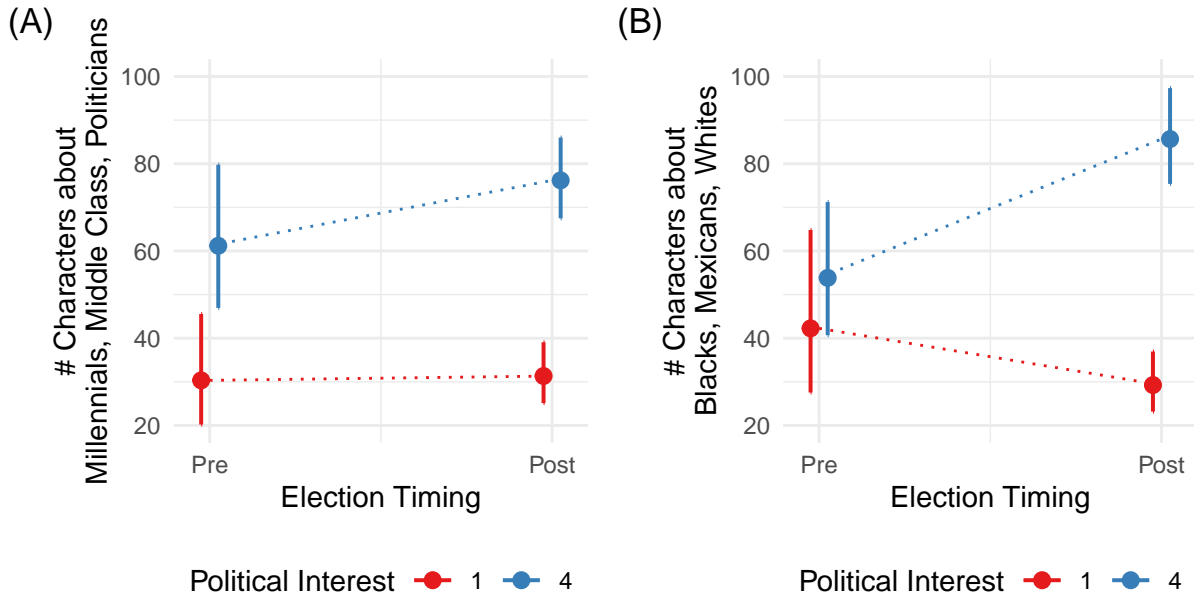 (A)
# Characters about
Millennials, Middle Class, Politicians
100
80
60
40
20
Pre
Post
Election Timing
Political Interest 1 4
(B)
# Characters about
Blacks, Mexicans, Whites
100
80
60
40
20
Pre
Post
Election Timing
Political Interest 1 4